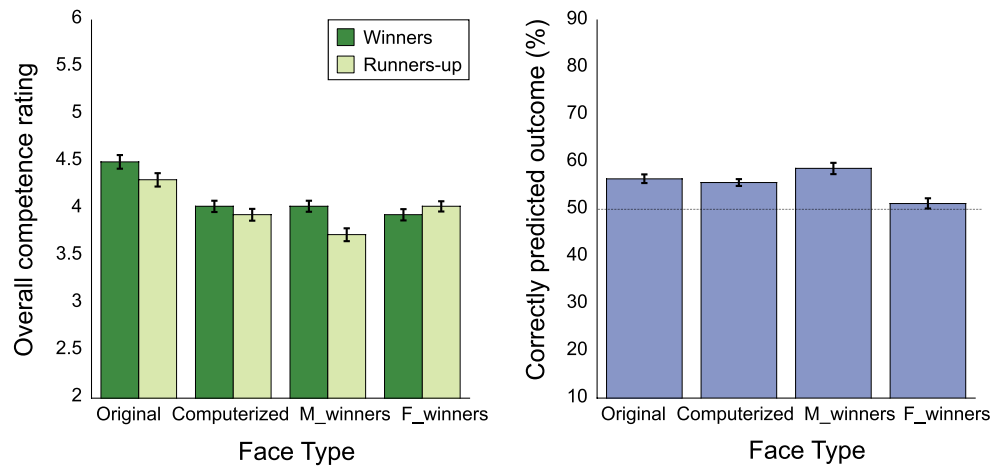 Overall competence rating
6
5.5
5
4.5
4
3.5
3
2.5
2
Winners
Runners-up
Original Computerized M_winners F_winners
Face Type
Correctly predicted outcome (%)
90
80
70
60
50
40
30
20
10
Original Computerized M_winners F_winners
Face Type